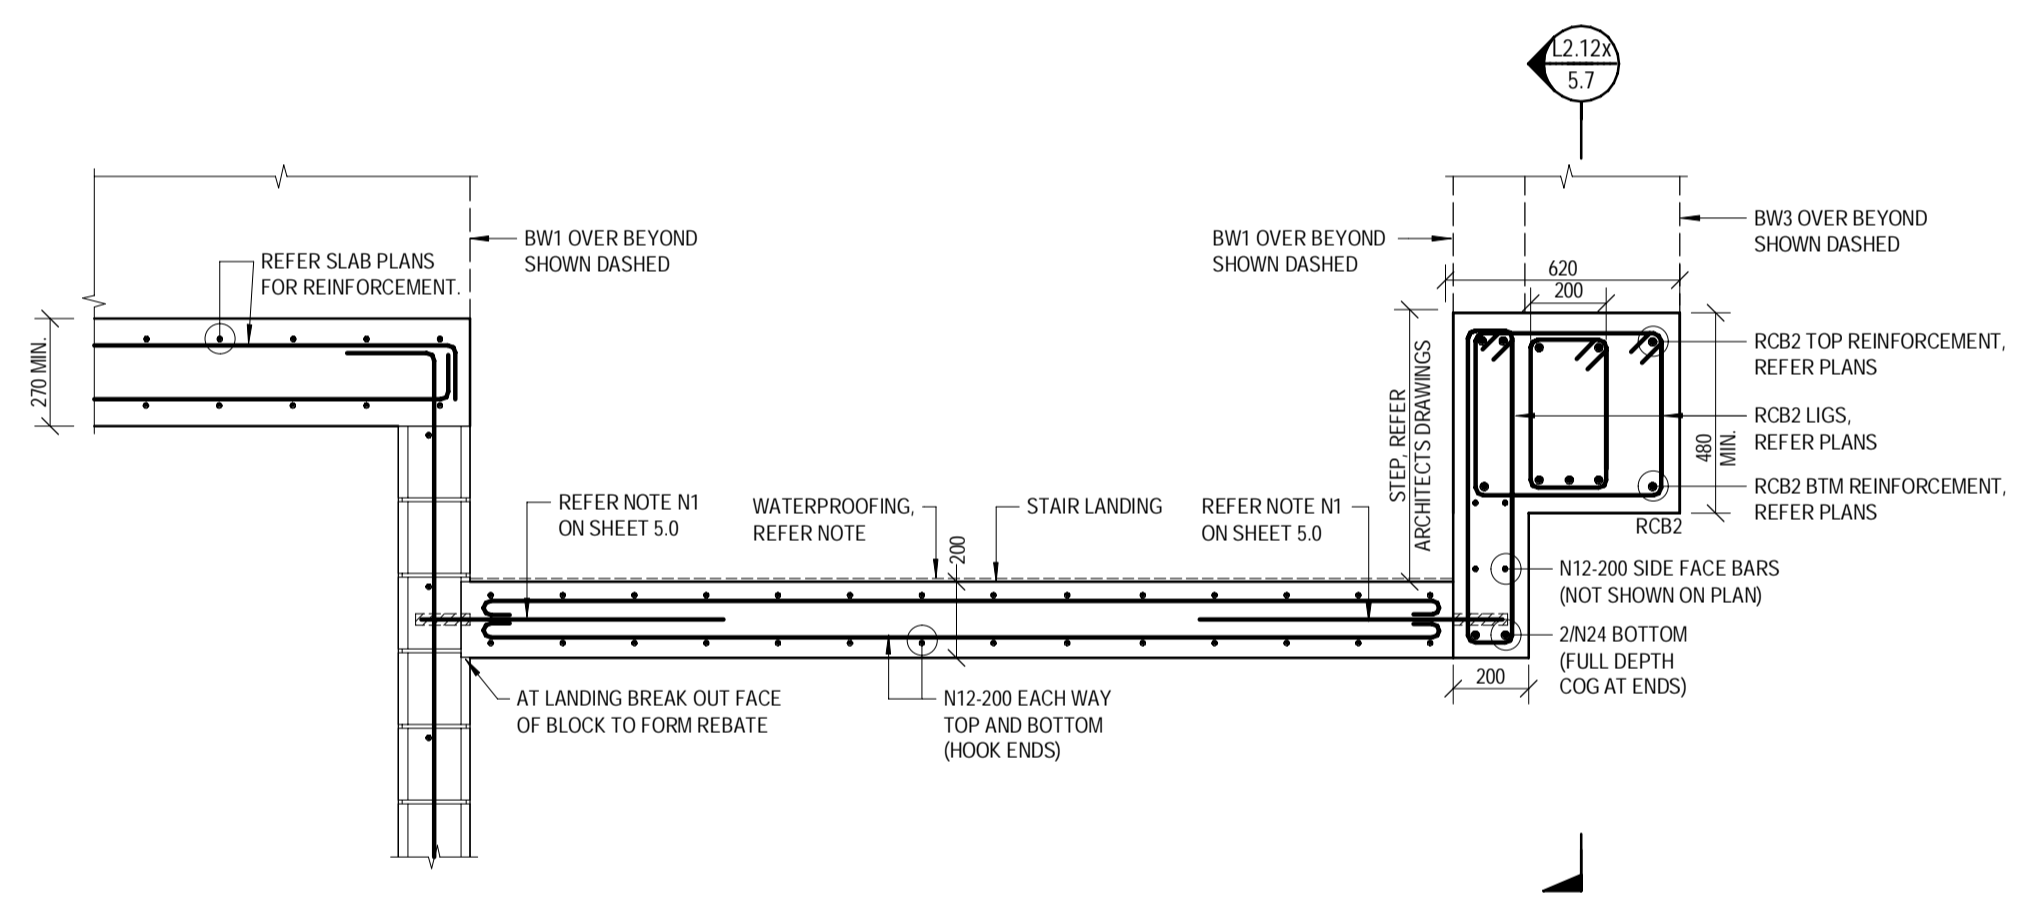 L2.12x
5.7
BW1 OVER BEYOND
SHOWN DASHED
BW1 OVER BEYOND
SHOWN DASHED
BW3 OVER BEYOND
SHOWN DASHED
REFER SLAB PLANS
FOR REINFORCEMENT.
620
200
270 MIN.
STEP, REFER
ARCHITECTS DRAWINGS
RCB2 TOP REINFORCEMENT,
REFER PLANS
RCB2 LIGS,
REFER PLANS
480
MIN.
RCB2 BTM REINFORCEMENT,
REFER PLANS
RCB2
REFER NOTE N1
ON SHEET 5.0
WATERPROOFING,
REFER NOTE
200
STAIR LANDING
REFER NOTE N1
ON SHEET 5.0
N12-200 SIDE FACE BARS
(NOT SHOWN ON PLAN)
2/N24 BOTTOM
(FULL DEPTH
COG AT ENDS)
200
AT LANDING BREAK OUT FACE
OF BLOCK TO FORM REBATE
N12-200 EACH WAY
TOP AND BOTTOM
(HOOK ENDS)